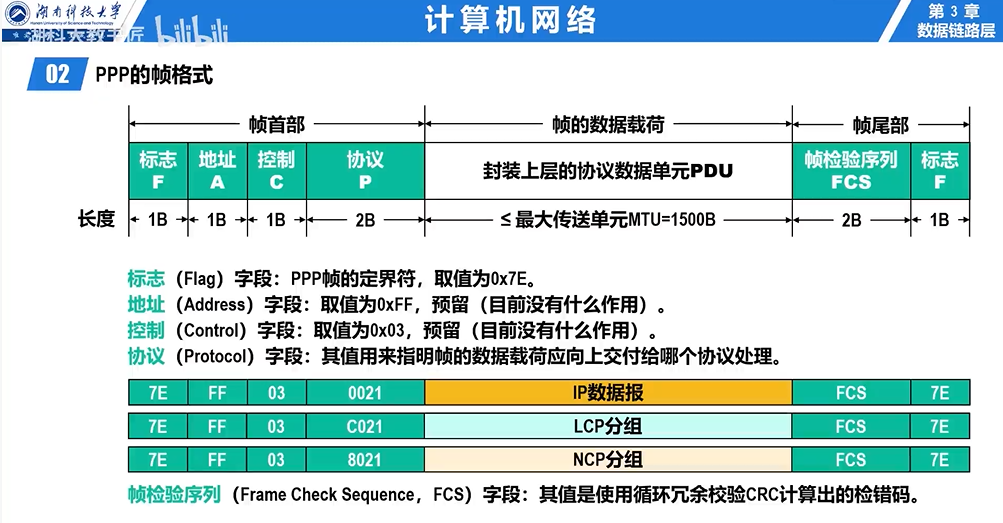 湖南科技大学
Hunan University of Science and Technology
湖科大教书匠 bilibili
计算机网络
第 3 章
数据链路层
02 PPP的帧格式
帧首部 帧的数据载荷 帧尾部
标志 地址 控制 协议 封装上层的协议数据单元PDU 帧检验序列 标志
F A C P FCS F
长度 1B 1B 1B 2B ≤最大传送单元MTU=1500B 2B 1B
标志（Flag）字段：PPP帧的定界符，取值为0x7E。
地址（Address）字段：取值为0xFF，预留（目前没有什么作用）。
控制（Control）字段：取值为0x03，预留（目前没有什么作用）。
协议（Protocol）字段：其值用来指明帧的数据载荷应向上交付给哪个协议处理。
7E FF 03 0021 IP数据报 FCS 7E
7E FF 03 C021 LCP分组 FCS 7E
7E FF 03 8021 NCP分组 FCS 7E
帧检验序列（Frame Check Sequence，FCS）字段：其值是使用循环冗余校验CRC计算出的检错码。